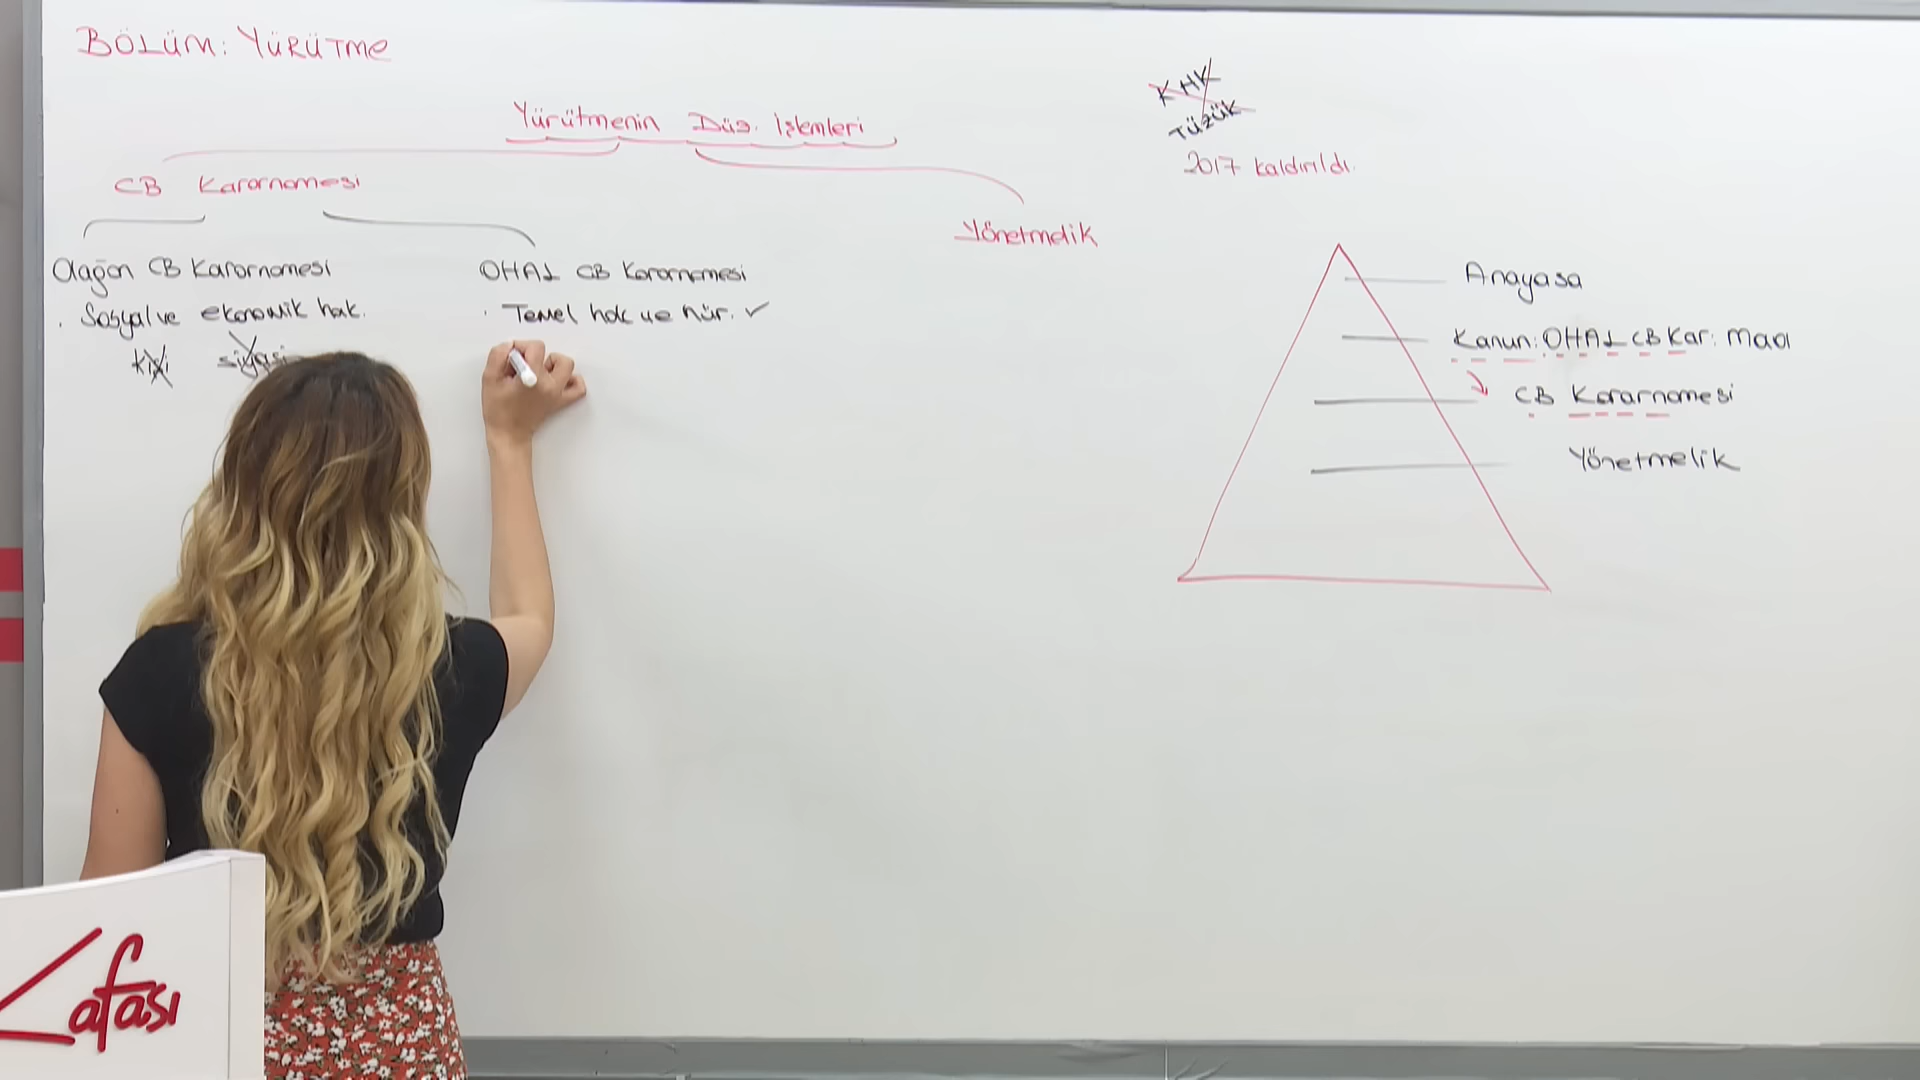 BÖLÜM: YÜRÜTME
Yürütmenin Düz. İşlemleri
CB Kararnamesi
Yönetmelik
Olağan CB Kararnamesi
. Sosyal ve ekonomik hak.
kişi siyasi
OHAL CB Kararnamesi
. Temel hak ve hür. ✓
KHK
TÜZÜK
2017 kaldırıldı.
Anayasa
Kanun: OHAL CB Kar:
CB Kararnamesi
Yönetmelik
Kafası